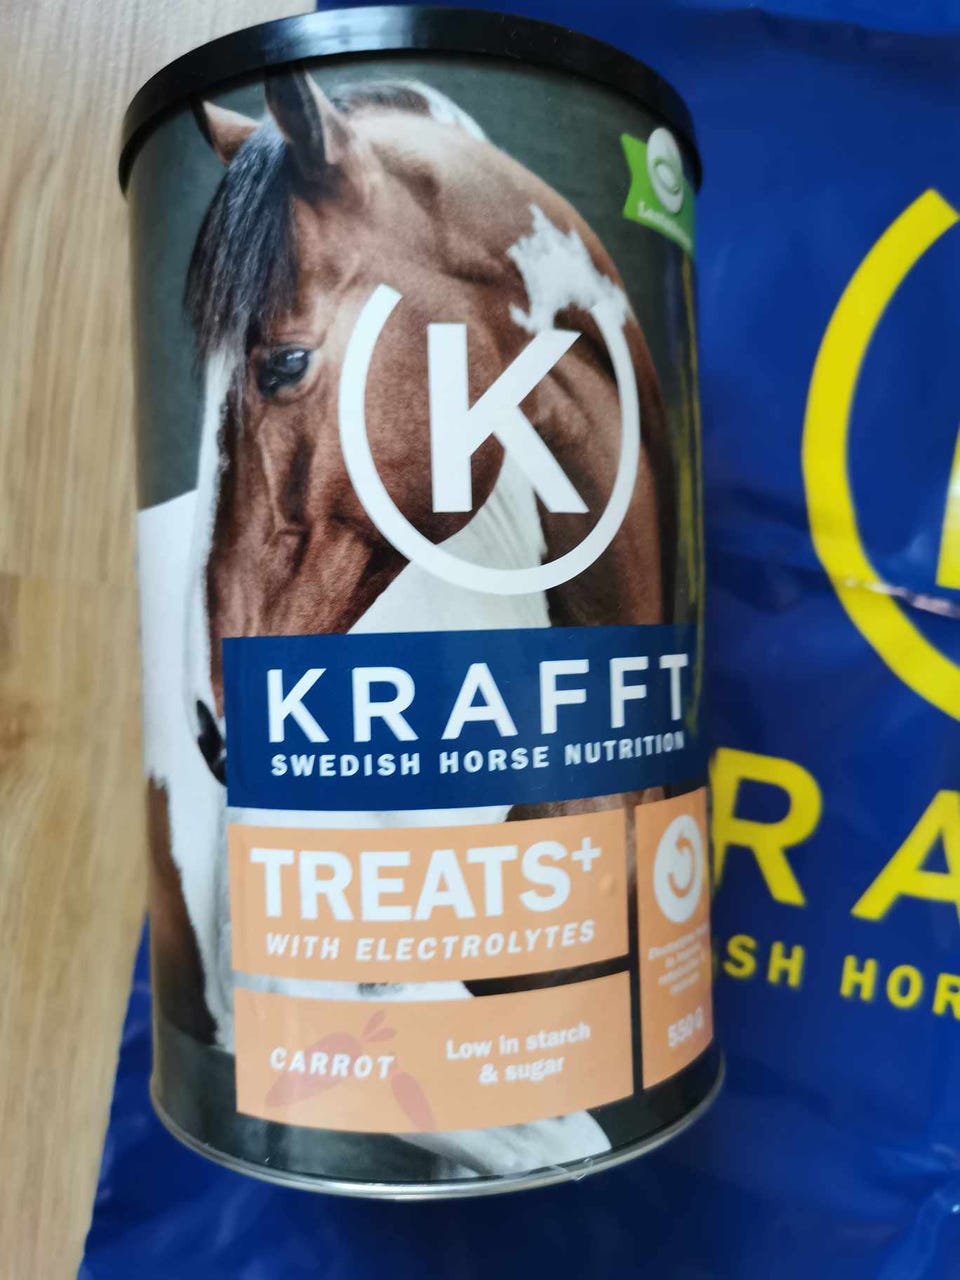 K
KRAFFT
SWEDISH HORSE NUTRITION
TREATS+
WITH ELECTROLYTES
CARROT
Low in starch
& sugar
550 G
RA
SH HOR